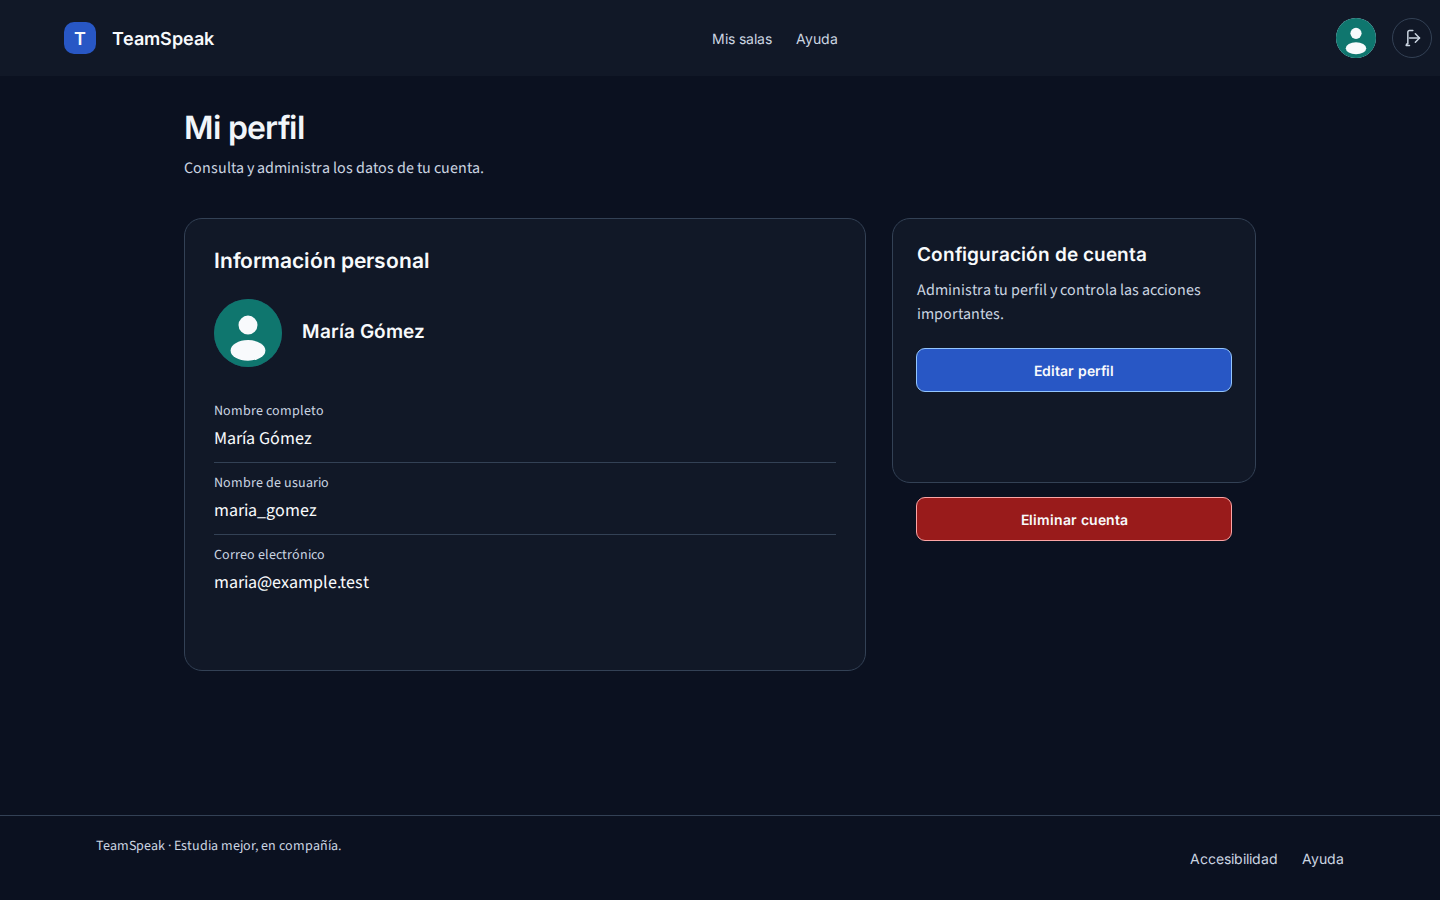 T TeamSpeak Mis salas Ayuda
Mi perfil
Consulta y administra los datos de tu cuenta.
Información personal
María Gómez
Nombre completo
María Gómez
Nombre de usuario
maria_gomez
Correo electrónico
maria@example.test
Configuración de cuenta
Administra tu perfil y controla las acciones
importantes.
Editar perfil
Eliminar cuenta
TeamSpeak · Estudia mejor, en compañía.
Accesibilidad Ayuda